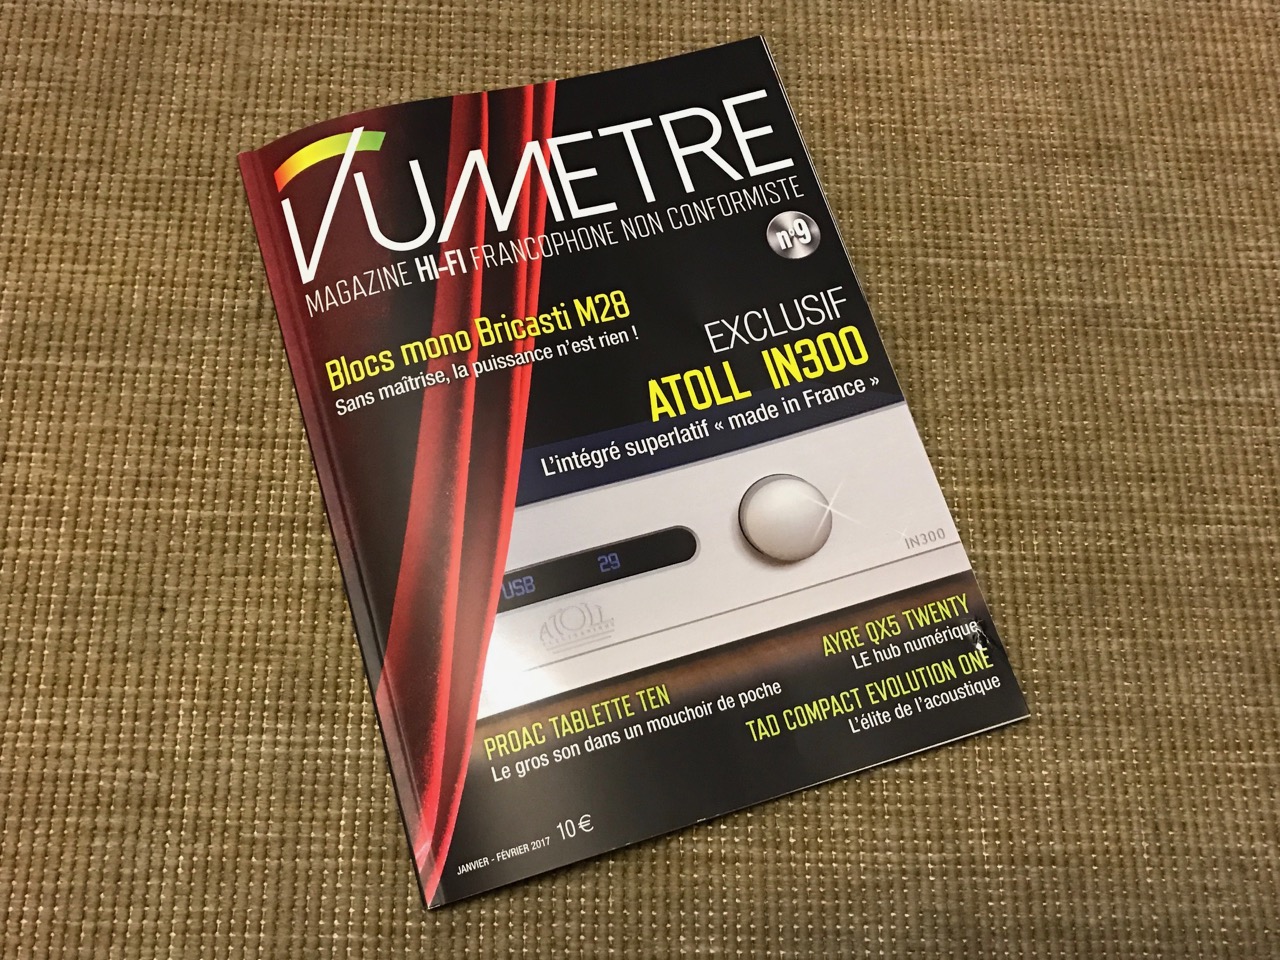 VUMETRE
MAGAZINE HI-FI FRANCOPHONE NON CONFORMISTE
n°9
Blocs mono Bricasti M28
Sans maîtrise, la puissance n'est rien !
EXCLUSIF
ATOLL IN300
L'intégré superlatif « made in France »
USB 29
IN300
ATOLL
AYRE QX5 TWENTY
LE hub numérique
PROAC TABLETTE TEN
Le gros son dans un mouchoir de poche
TAD COMPACT EVOLUTION ONE
L'élite de l'acoustique
JANVIER - FÉVRIER 2017 10€